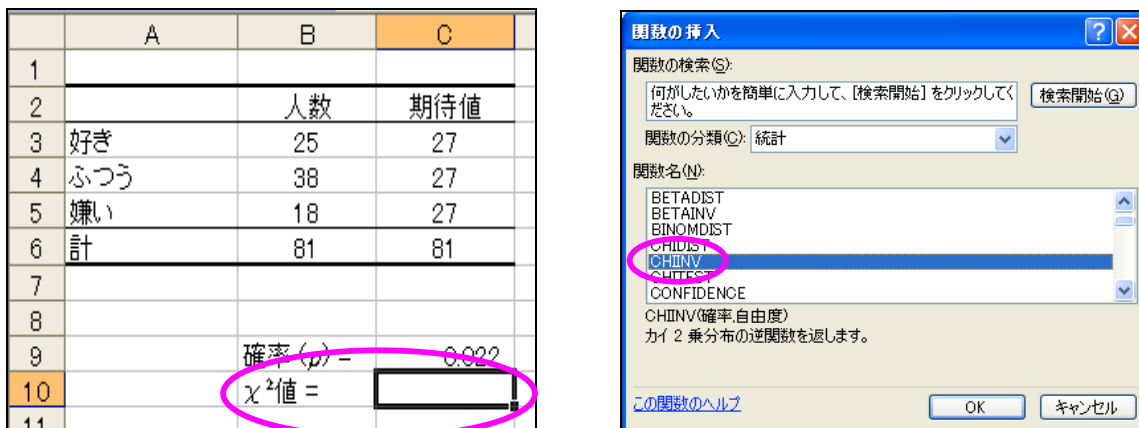 A B C
1
2 人数 期待値
3 好き 25 27
4 ふつう 38 27
5 嫌い 18 27
6 計 81 81
7
8
9 確率(p) = 0.022
10 χ²値 =
11
関数の挿入
関数の検索(S):
何がしたいかを簡単に入力して、[検索開始] をクリックしてく
ださい。
検索開始(G)
関数の分類(C): 統計
関数名(N):
BETADIST
BETAINV
BINOMDIST
CHIDIST
CHIINV
CHITEST
CONFIDENCE
CHIINV(確率,自由度)
カイ 2 乗分布の逆関数を返します。
この関数のヘルプ
OK
キャンセル